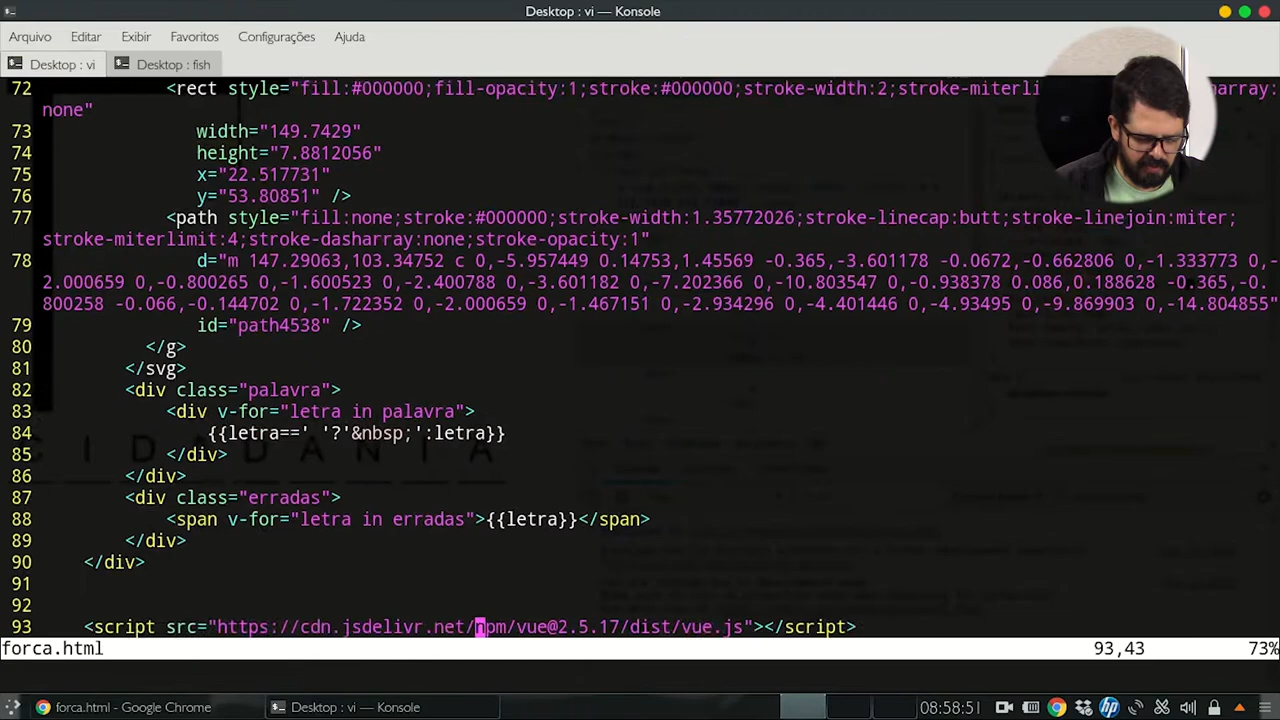 Desktop : vi — Konsole
Arquivo Editar Exibir Favoritos Configurações Ajuda
Desktop : vi Desktop : fish
72 <rect style="fill:#000000;fill-opacity:1;stroke:#000000;stroke-width:2;stroke-miterli harray:
none"
73 width="149.7429"
74 height="7.8812056"
75 x="22.517731"
76 y="53.80851" />
77 <path style="fill:none;stroke:#000000;stroke-width:1.35772026;stroke-linecap:butt;stroke-linejoin:miter;
stroke-miterlimit:4;stroke-dasharray:none;stroke-opacity:1"
78 d="m 147.29063,103.34752 c 0,-5.957449 0.14753,1.45569 -0.365,-3.601178 -0.0672,-0.662806 0,-1.333773 0,-
2.000659 0,-0.800265 0,-1.600523 0,-2.400788 0,-3.601182 0,-7.202366 0,-10.803547 0,-0.938378 0.086,0.188628 -0.365,-0.
800258 -0.066,-0.144702 0,-1.722352 0,-2.000659 0,-1.467151 0,-2.934296 0,-4.401446 0,-4.93495 0,-9.869903 0,-14.804855"
79 id="path4538" />
80 </g>
81 </svg>
82 <div class="palavra">
83 <div v-for="letra in palavra">
84 {{letra==' '?'&nbsp;':letra}}
85 </div>
86 </div>
87 <div class="erradas">
88 <span v-for="letra in erradas">{{letra}}</span>
89 </div>
90 </div>
91
92
93 <script src="https://cdn.jsdelivr.net/npm/vue@2.5.17/dist/vue.js"></script>
CIDADANIA
forca.html 93,43 73%
forca.html - Google Chrome Desktop : vi — Konsole 08:58:51